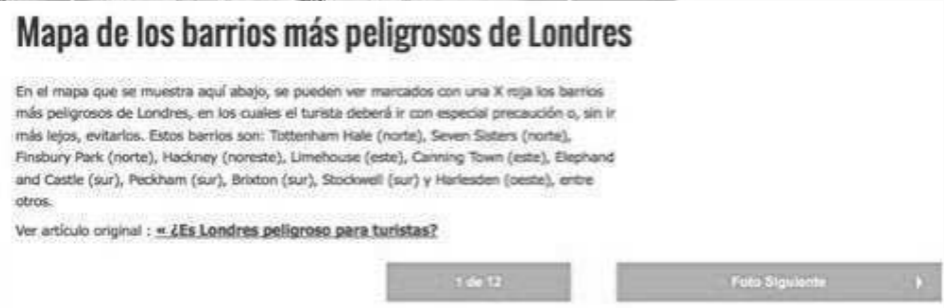 Mapa de los barrios más peligrosos de Londres
En el mapa que se muestra aquí abajo, se pueden ver marcados con una X roja los barrios
más peligrosos de Londres, en los cuales el turista deberá ir con especial precaución o, sin ir
más lejos, evitarlos. Estos barrios son: Tottenham Hale (norte), Seven Sisters (norte),
Finsbury Park (norte), Hackney (noreste), Limehouse (este), Canning Town (este), Elephand
and Castle (sur), Peckham (sur), Brixton (sur), Stockwell (sur) y Harlesden (oeste), entre
otros.
Ver artículo original : « ¿Es Londres peligroso para turistas?
1 de 12
Foto Siguiente